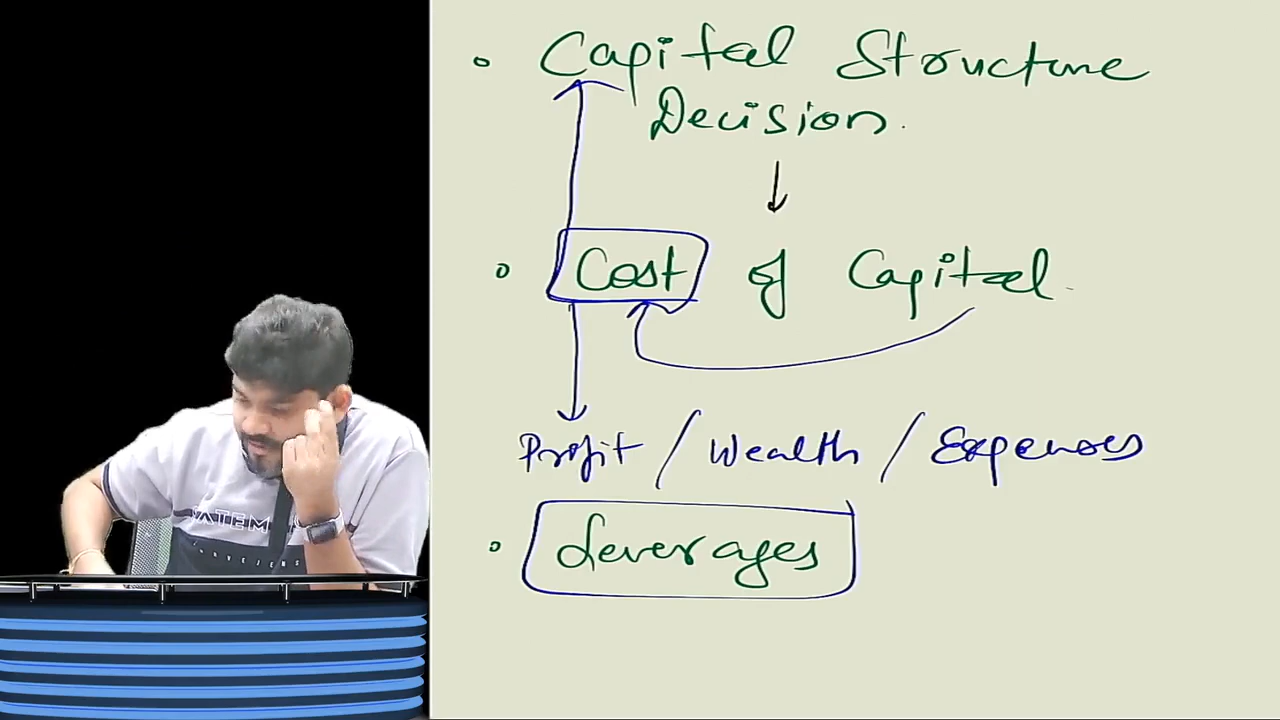 Capital Structure
Decision.
Cost of Capital
Profit / Wealth / Expenses
Leverages